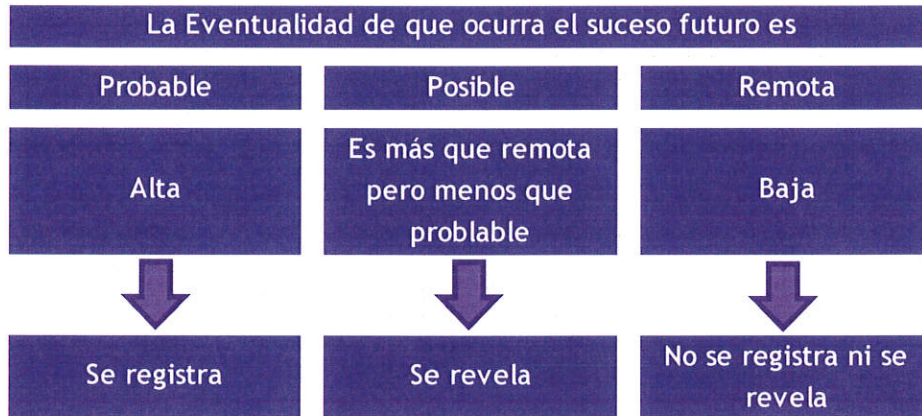 La Eventualidad de que ocurra el suceso futuro es
Probable
Posible
Remota
Alta
Es más que remota
pero menos que
problable
Baja
Se registra
Se revela
No se registra ni se
revela